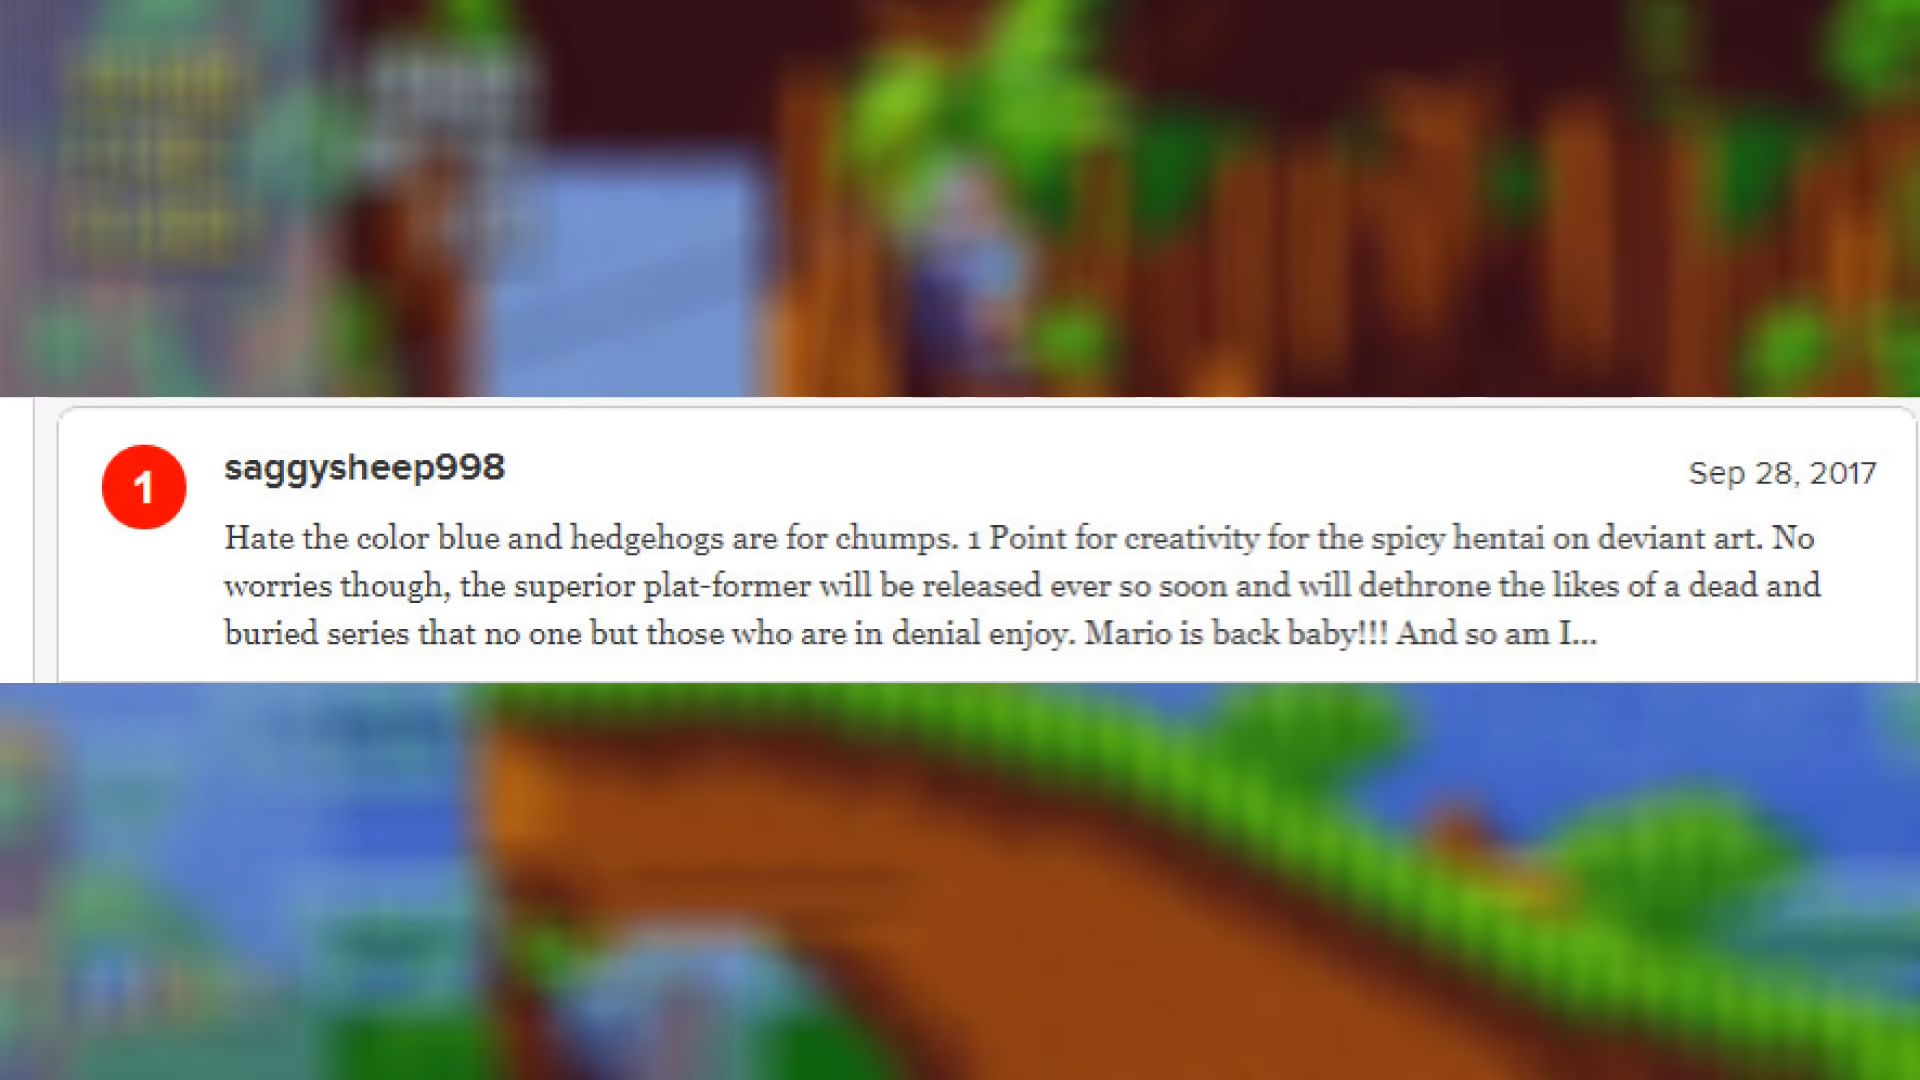 1
saggysheep998
Sep 28, 2017
Hate the color blue and hedgehogs are for chumps. 1 Point for creativity for the spicy hentai on deviant art. No
worries though, the superior plat-former will be released ever so soon and will dethrone the likes of a dead and
buried series that no one but those who are in denial enjoy. Mario is back baby!!! And so am I...